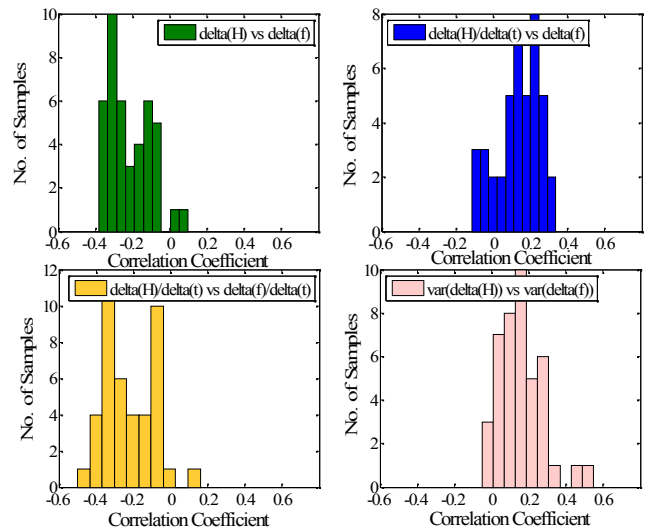 delta(H) vs delta(f)
No. of Samples
10
8
6
4
2
0
-0.6 -0.4 -0.2 0 0.2 0.4 0.6
Correlation Coefficient
delta(H)/delta(t) vs delta(f)
No. of Samples
8
6
4
2
0
-0.6 -0.4 -0.2 0 0.2 0.4 0.6
Correlation Coefficient
delta(H)/delta(t) vs delta(f)/delta(t)
No. of Samples
12
10
8
6
4
2
0
-0.6 -0.4 -0.2 0 0.2 0.4 0.6
Correlation Coefficient
var(delta(H)) vs var(delta(f))
No. of Samples
10
8
6
4
2
0
-0.6 -0.4 -0.2 0 0.2 0.4 0.6
Correlation Coefficient